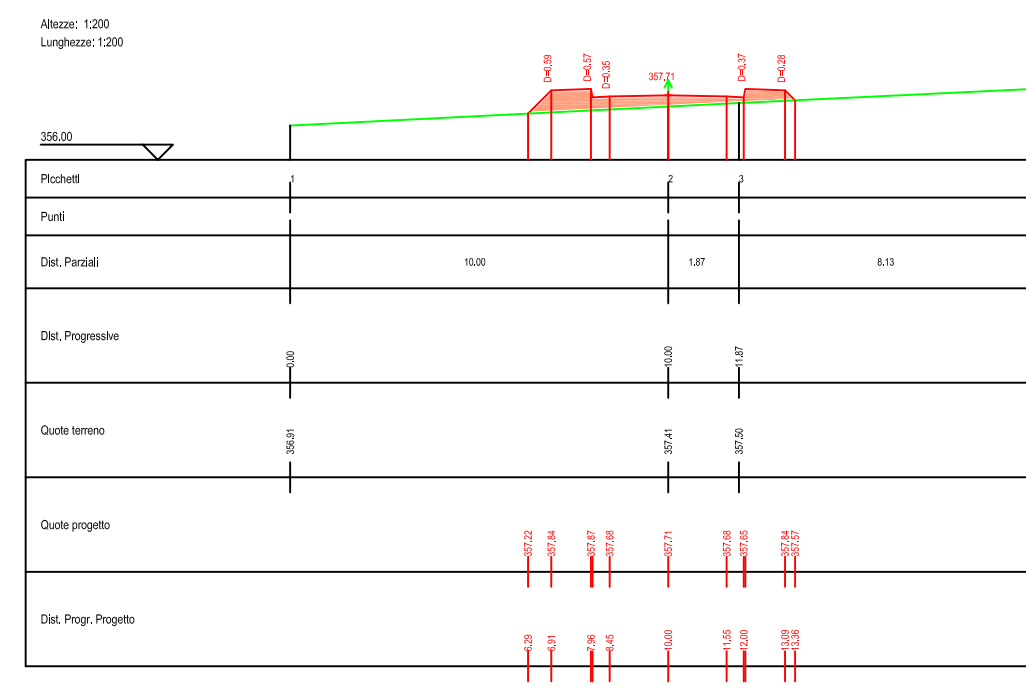 Altezze: 1:200
Lunghezze: 1:200
D=0.59
D=0.57
D=0.35
357.71
D=0.37
D=0.28
356.00
Picchetti
1
2
3
Punti
Dist. Parziali
10.00
1.87
8.13
Dist. Progressive
0.00
10.00
11.87
Quote terreno
356.91
357.41
357.50
Quote progetto
357.22
357.84
357.87
357.68
357.71
357.68
357.65
357.84
357.57
Dist. Progr. Progetto
6.29
6.91
7.96
8.45
10.00
11.55
12.00
13.09
13.36